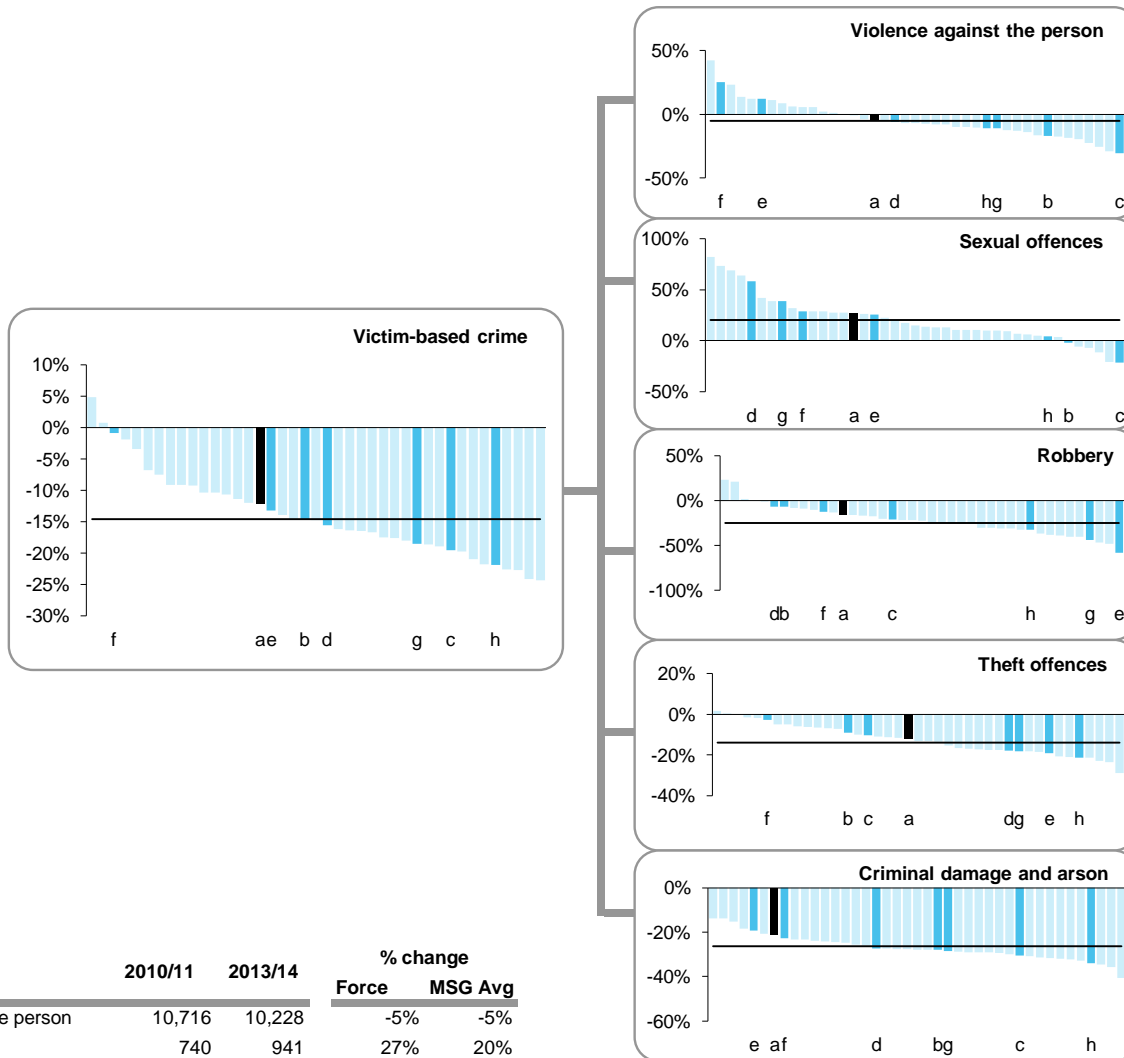 Violence against the person
50%
0%
-50%
f e a d hg b c
Sexual offences
100%
50%
0%
-50%
d g f a e h b c
Victim-based crime
10%
5%
0%
-5%
-10%
-15%
-20%
-25%
-30%
f ae b d g c h
Robbery
50%
0%
-50%
-100%
db f a c h g e
Theft offences
20%
0%
-20%
-40%
f b c a dg e h
Criminal damage and arson
0%
-20%
-40%
-60%
e af d bg c h
2010/11 2013/14 % change
Force MSG Avg
e person 10,716 10,228 -5% -5%
740 941 27% 20%